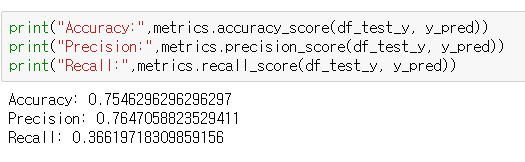 print("Accuracy:",metrics.accuracy_score(df_test_y, y_pred))
print("Precision:",metrics.precision_score(df_test_y, y_pred))
print("Recall:",metrics.recall_score(df_test_y, y_pred))
Accuracy: 0.7546296296296297
Precision: 0.7647058823529411
Recall: 0.36619718309859156